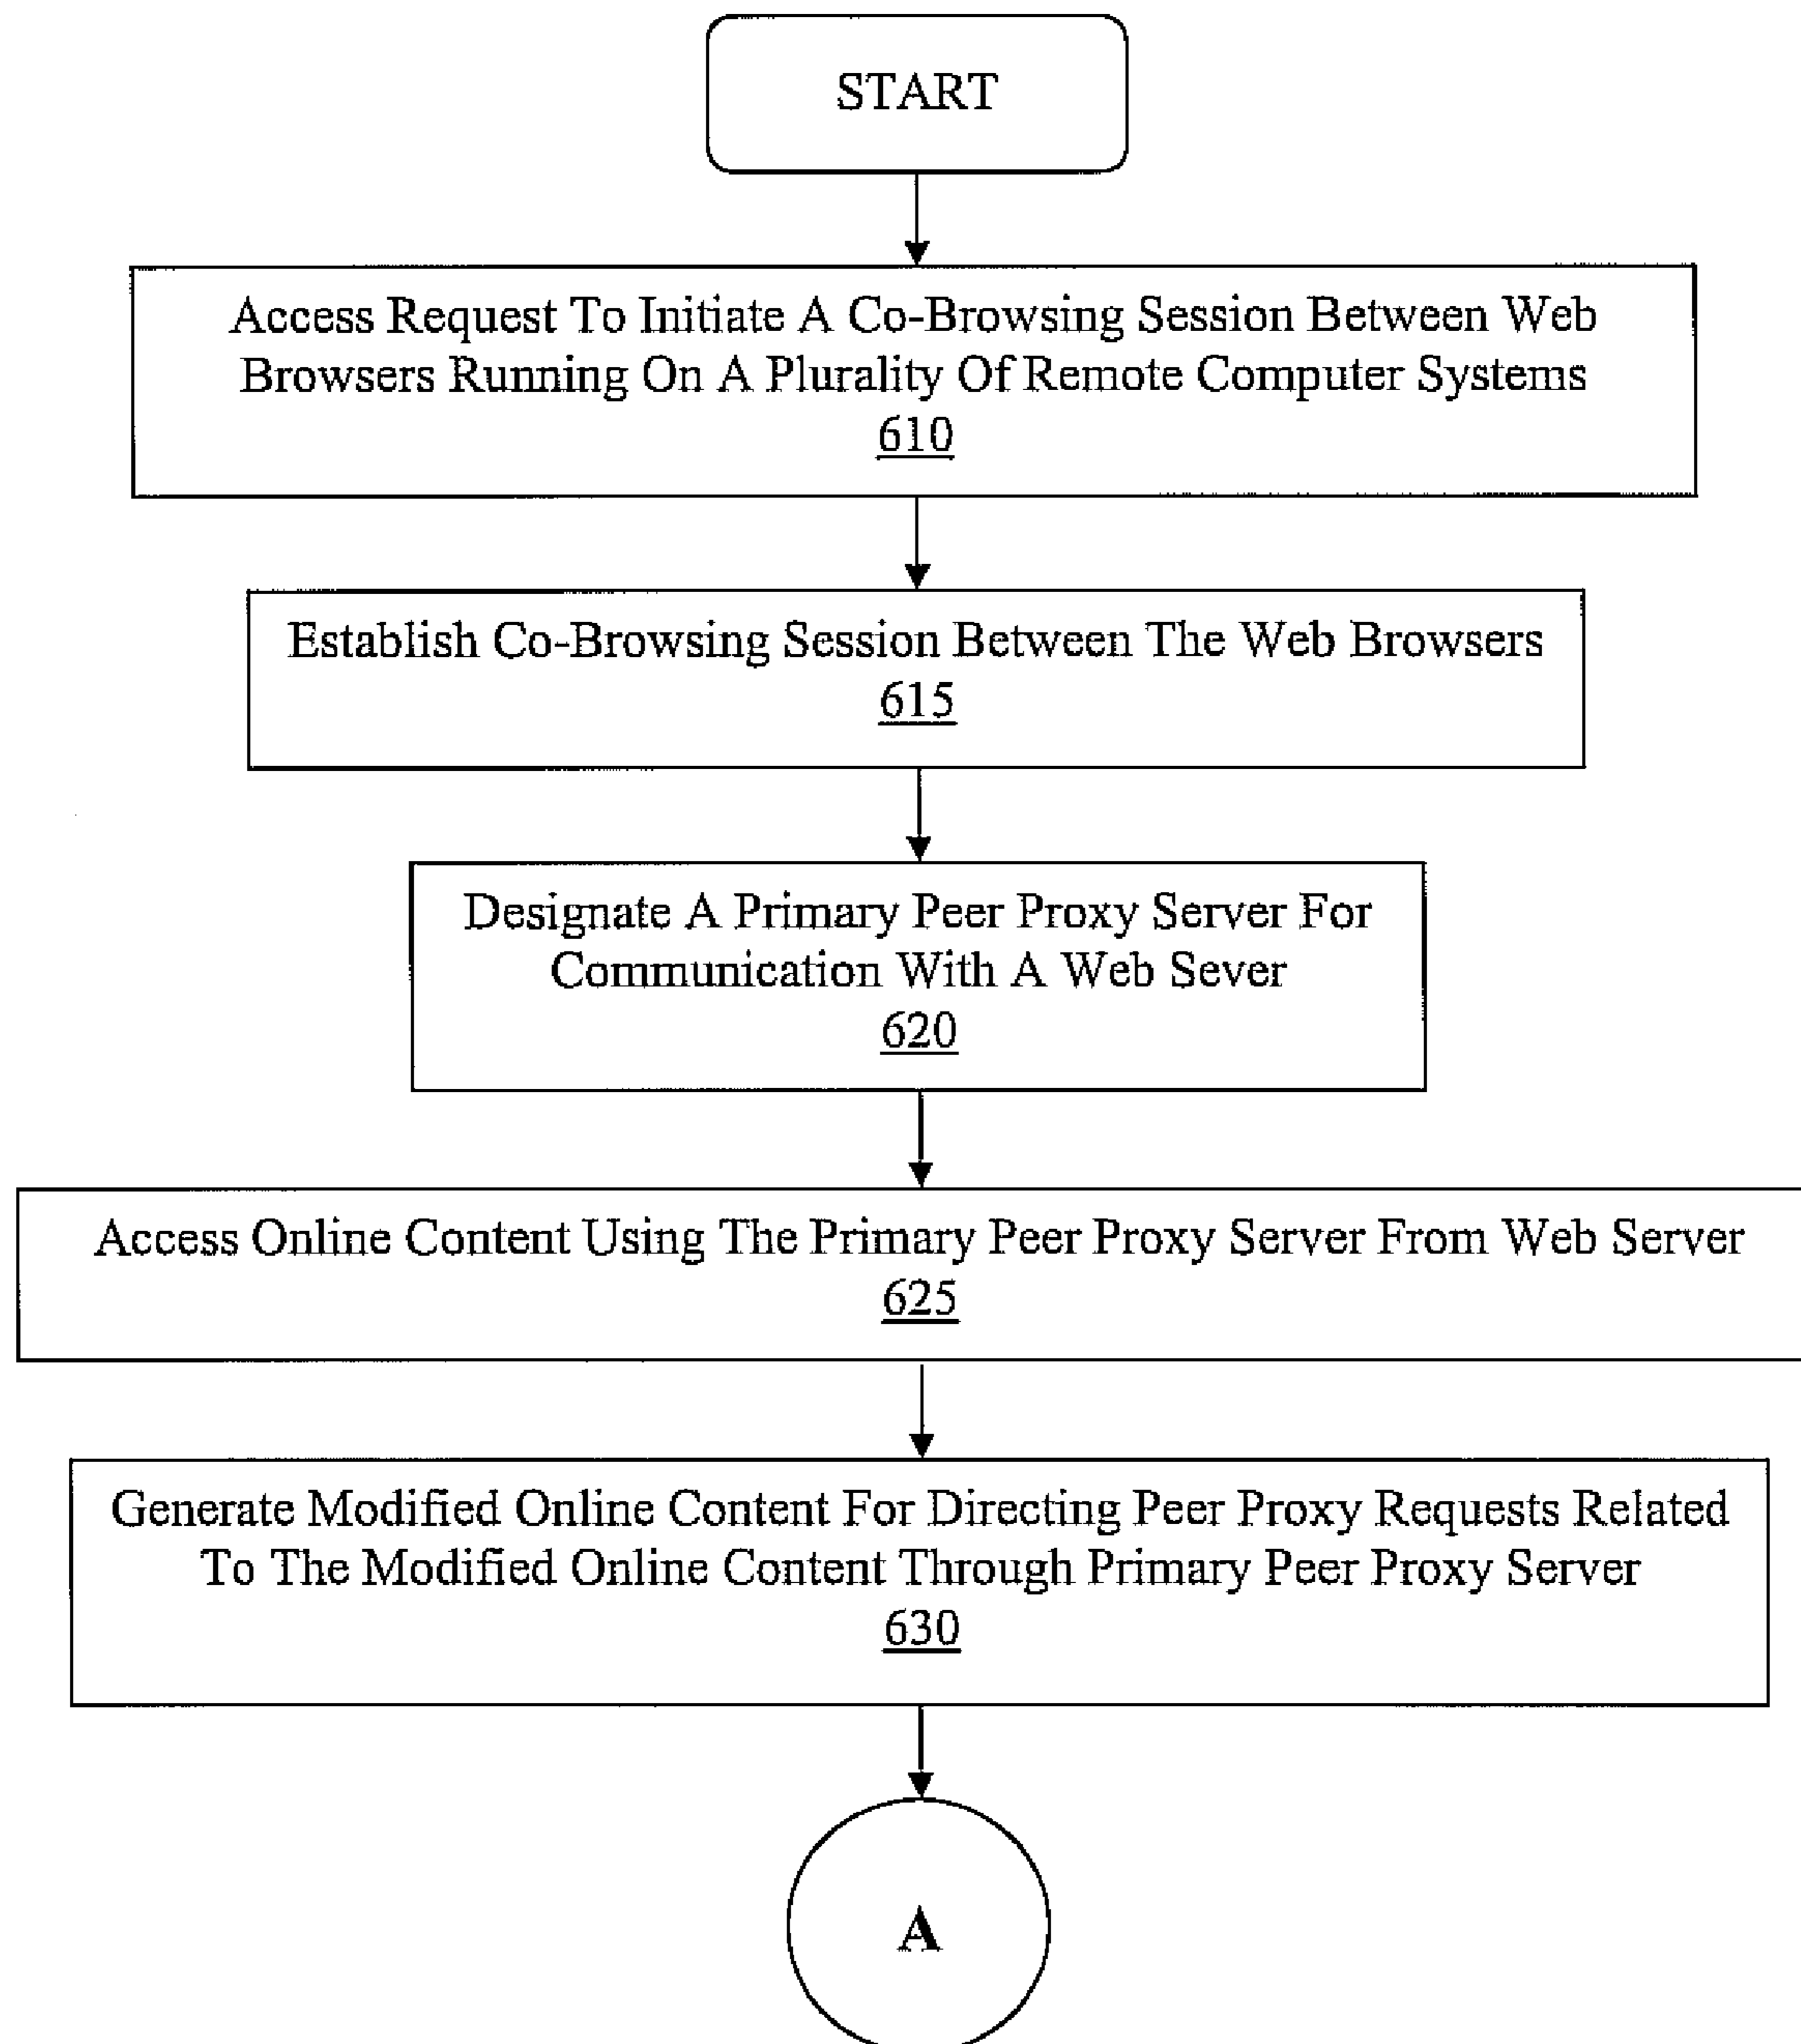 START
Access Request To Initiate A Co-Browsing Session Between Web
Browsers Running On A Plurality Of Remote Computer Systems
610
Establish Co-Browsing Session Between The Web Browsers
615
Designate A Primary Peer Proxy Server For
Communication With A Web Sever
620
Access Online Content Using The Primary Peer Proxy Server From Web Server
625
Generate Modified Online Content For Directing Peer Proxy Requests Related
To The Modified Online Content Through Primary Peer Proxy Server
630
A